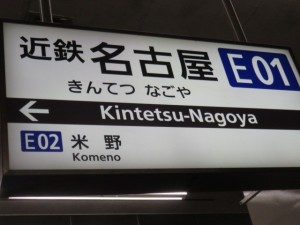 近鉄名古屋 E01
きんてつ なごや
← Kintetsu-Nagoya
E02 米野
Komeno